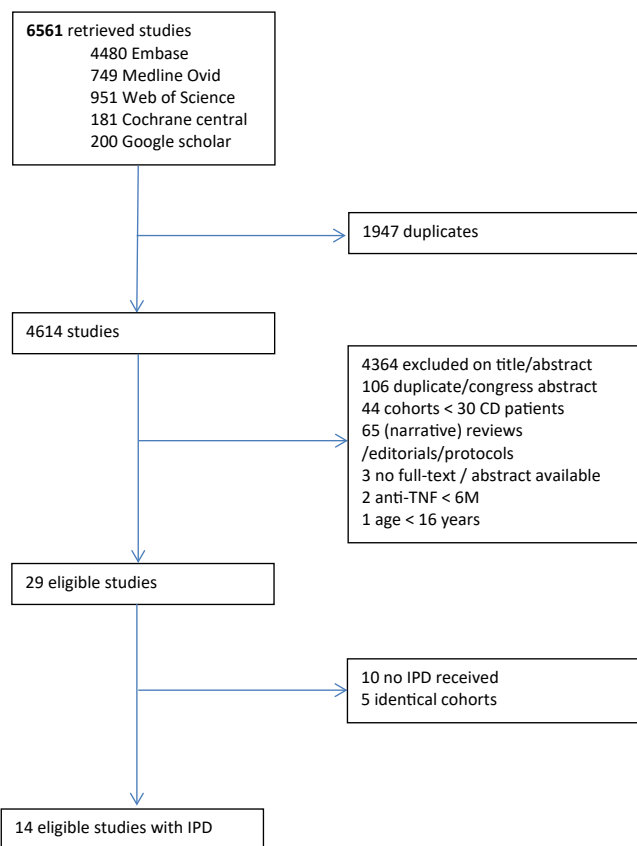 6561 retrieved studies
4480 Embase
749 Medline Ovid
951 Web of Science
181 Cochrane central
200 Google scholar
1947 duplicates
4614 studies
4364 excluded on title/abstract
106 duplicate/congress abstract
44 cohorts < 30 CD patients
65 (narrative) reviews
/editorials/protocols
3 no full-text / abstract available
2 anti-TNF < 6M
1 age < 16 years
29 eligible studies
10 no IPD received
5 identical cohorts
14 eligible studies with IPD